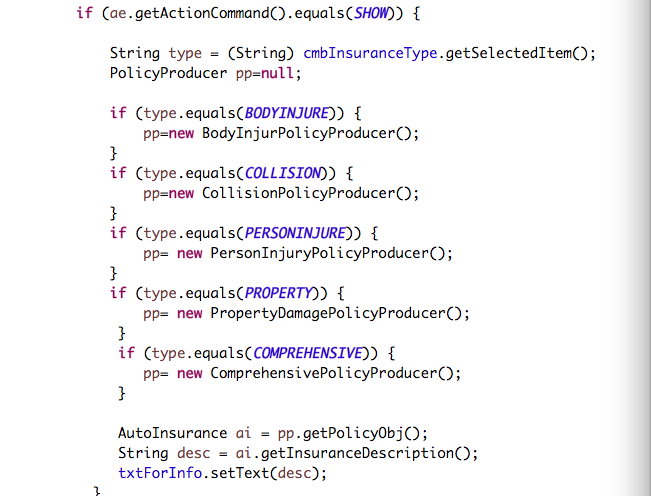 if (ae.getActionCommand().equals(SHOW)) {
String type = (String) cmbInsuranceType.getSelectedItem();
PolicyProducer pp=null;
if (type.equals(BODYINJURE)) {
pp=new BodyInjurPolicyProducer();
}
if (type.equals(COLLISION)) {
pp=new CollisionPolicyProducer();
}
if (type.equals(PERSONINJURE)) {
pp= new PersonInjuryPolicyProducer();
}
if (type.equals(PROPERTY)) {
pp= new PropertyDamagePolicyProducer();
}
if (type.equals(COMPREHENSIVE)) {
pp= new ComprehensivePolicyProducer();
}
AutoInsurance ai = pp.getPolicyObj();
String desc = ai.getInsuranceDescription();
txtForInfo.setText(desc);
}